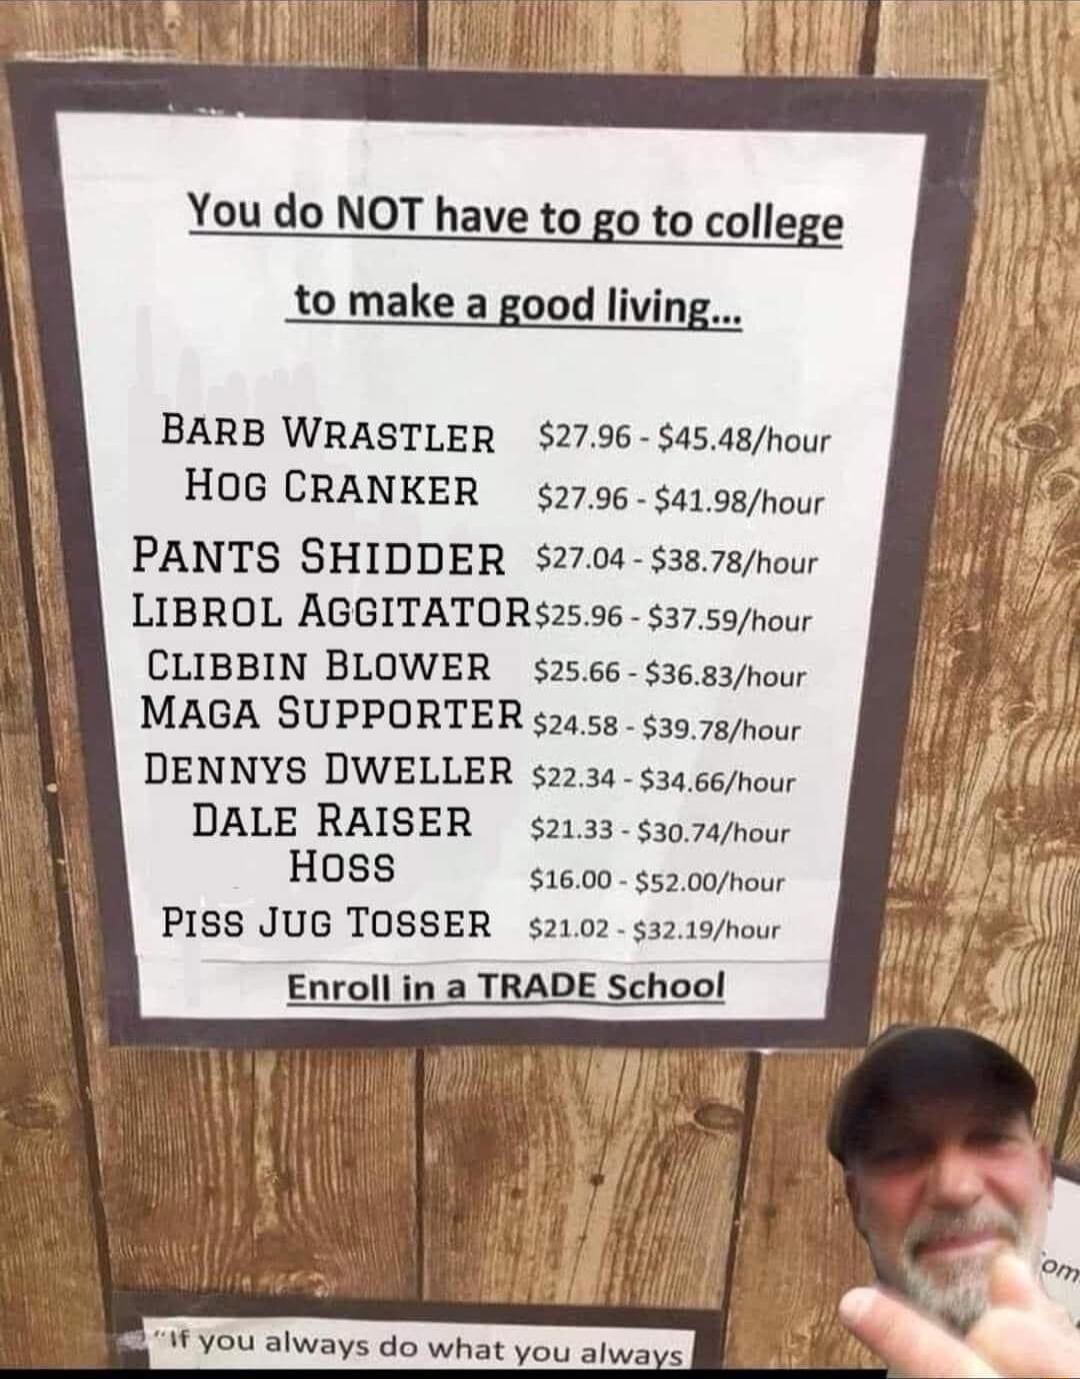 You do NOT have to go to college
to make a good living...
BARB WRASTLER $27.96 - $45.48/hour
HOG CRANKER $27.96 - $41.98/hour
PANTS SHIDDER $27.04 - $38.78/hour
LIBROL AGGITATOR $25.96 - $37.59/hour
CLIBBIN BLOWER $25.66 - $36.83/hour
MAGA SUPPORTER $24.58 - $39.78/hour
DENNYS DWELLER $22.34 - $34.66/hour
DALE RAISER $21.33 - $30.74/hour
HOSS $16.00 - $52.00/hour
PISS JUG TOSSER $21.02 - $32.19/hour
Enroll in a TRADE School
"If you always do what you always